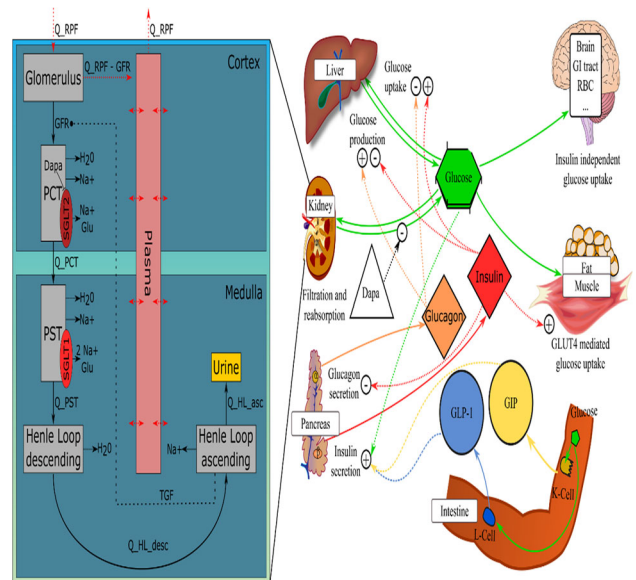 Q_RPF
Q_RPF
Cortex
Glomerulus
Q_RPF - GFR
GFR
Dapa
PCT
SGLT2
H2O
Na+
Na+
Glu
Plasma
Q_PCT
Medulla
PST
SGLT1
H2O
Na+
2 Na+
Glu
Q_PST
Urine
Q_HL_asc
Henle Loop
descending
H2O
Na+
Henle Loop
ascending
TGF
Q_HL_desc
Liver
Glucose
uptake
-
+
Glucose
production
+
-
Brain
GI tract
RBC
...
Insulin independent
glucose uptake
Glucose
Kidney
-
Filtration and
reabsorption
Dapa
Insulin
Glucagon
Fat
Muscle
+
GLUT4 mediated
glucose uptake
Glucagon
secretion
-
Pancreas
Insulin
secretion
+
GLP-1
GIP
Glucose
K-Cell
Intestine
L-Cell